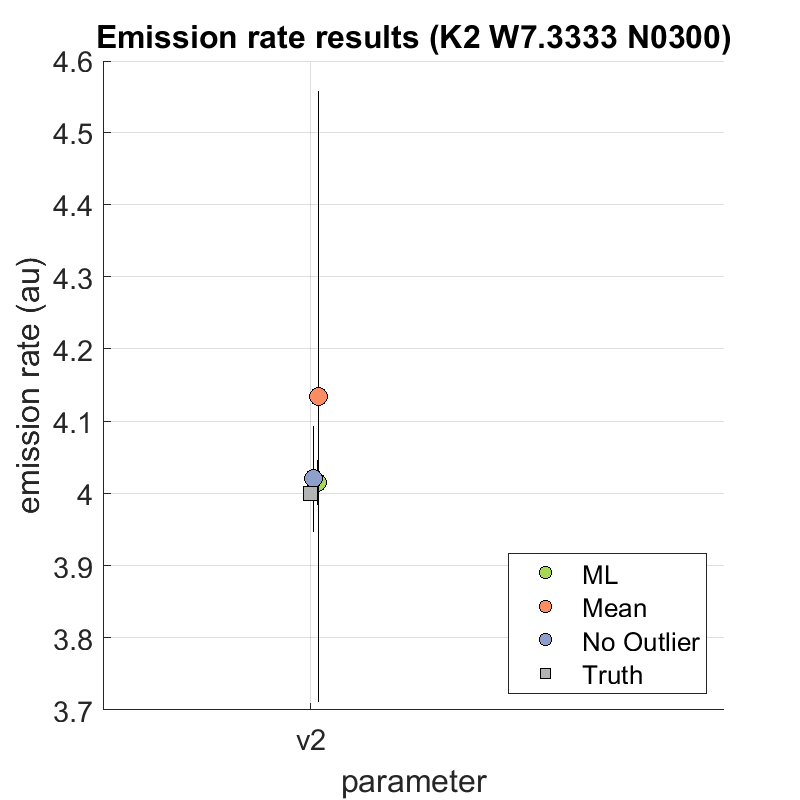 Emission rate results (K2 W7.3333 N0300)
4.6
4.5
4.4
4.3
4.2
4.1
4
3.9
3.8
3.7
emission rate (au)
ML
Mean
No Outlier
Truth
v2
parameter